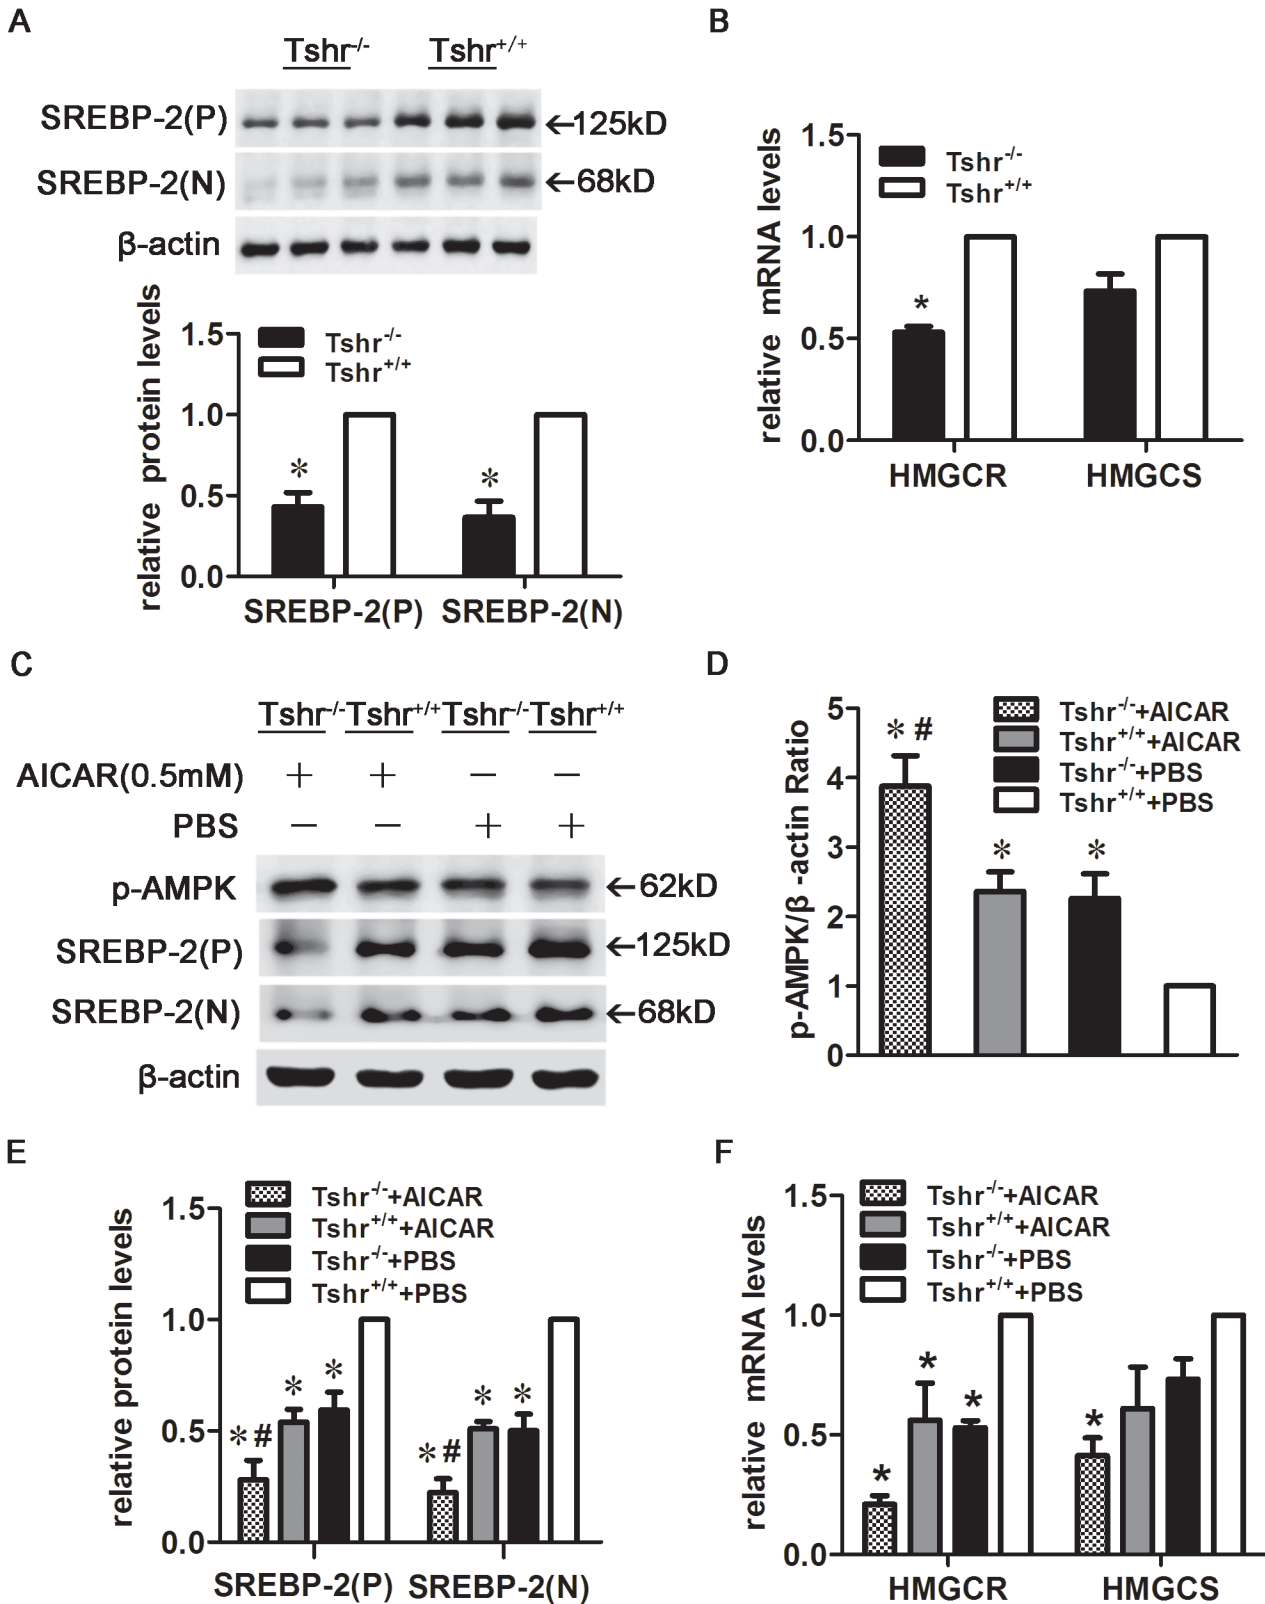 A
Tshr-/- Tshr+/+
SREBP-2(P) ←125kD
SREBP-2(N) ←68kD
β-actin
relative protein levels
1.5
1.0
0.5
0.0
Tshr-/-
Tshr+/+
* *
SREBP-2(P) SREBP-2(N)
B
relative mRNA levels
1.5
1.0
0.5
0.0
Tshr-/-
Tshr+/+
*
HMGCR HMGCS
C
Tshr-/- Tshr+/+ Tshr-/- Tshr+/+
AICAR(0.5mM) + + − −
PBS − − + +
p-AMPK ←62kD
SREBP-2(P) ←125kD
SREBP-2(N) ←68kD
β-actin
D
p-AMPK/β -actin Ratio
5
4
3
2
1
0
Tshr-/-+AICAR
Tshr+/++AICAR
Tshr-/-+PBS
Tshr+/++PBS
* # * *
E
relative protein levels
1.5
1.0
0.5
0.0
Tshr-/-+AICAR
Tshr+/++AICAR
Tshr-/-+PBS
Tshr+/++PBS
* # * * * # * *
SREBP-2(P) SREBP-2(N)
F
relative mRNA levels
1.5
1.0
0.5
0.0
Tshr-/-+AICAR
Tshr+/++AICAR
Tshr-/-+PBS
Tshr+/++PBS
* * * *
HMGCR HMGCS